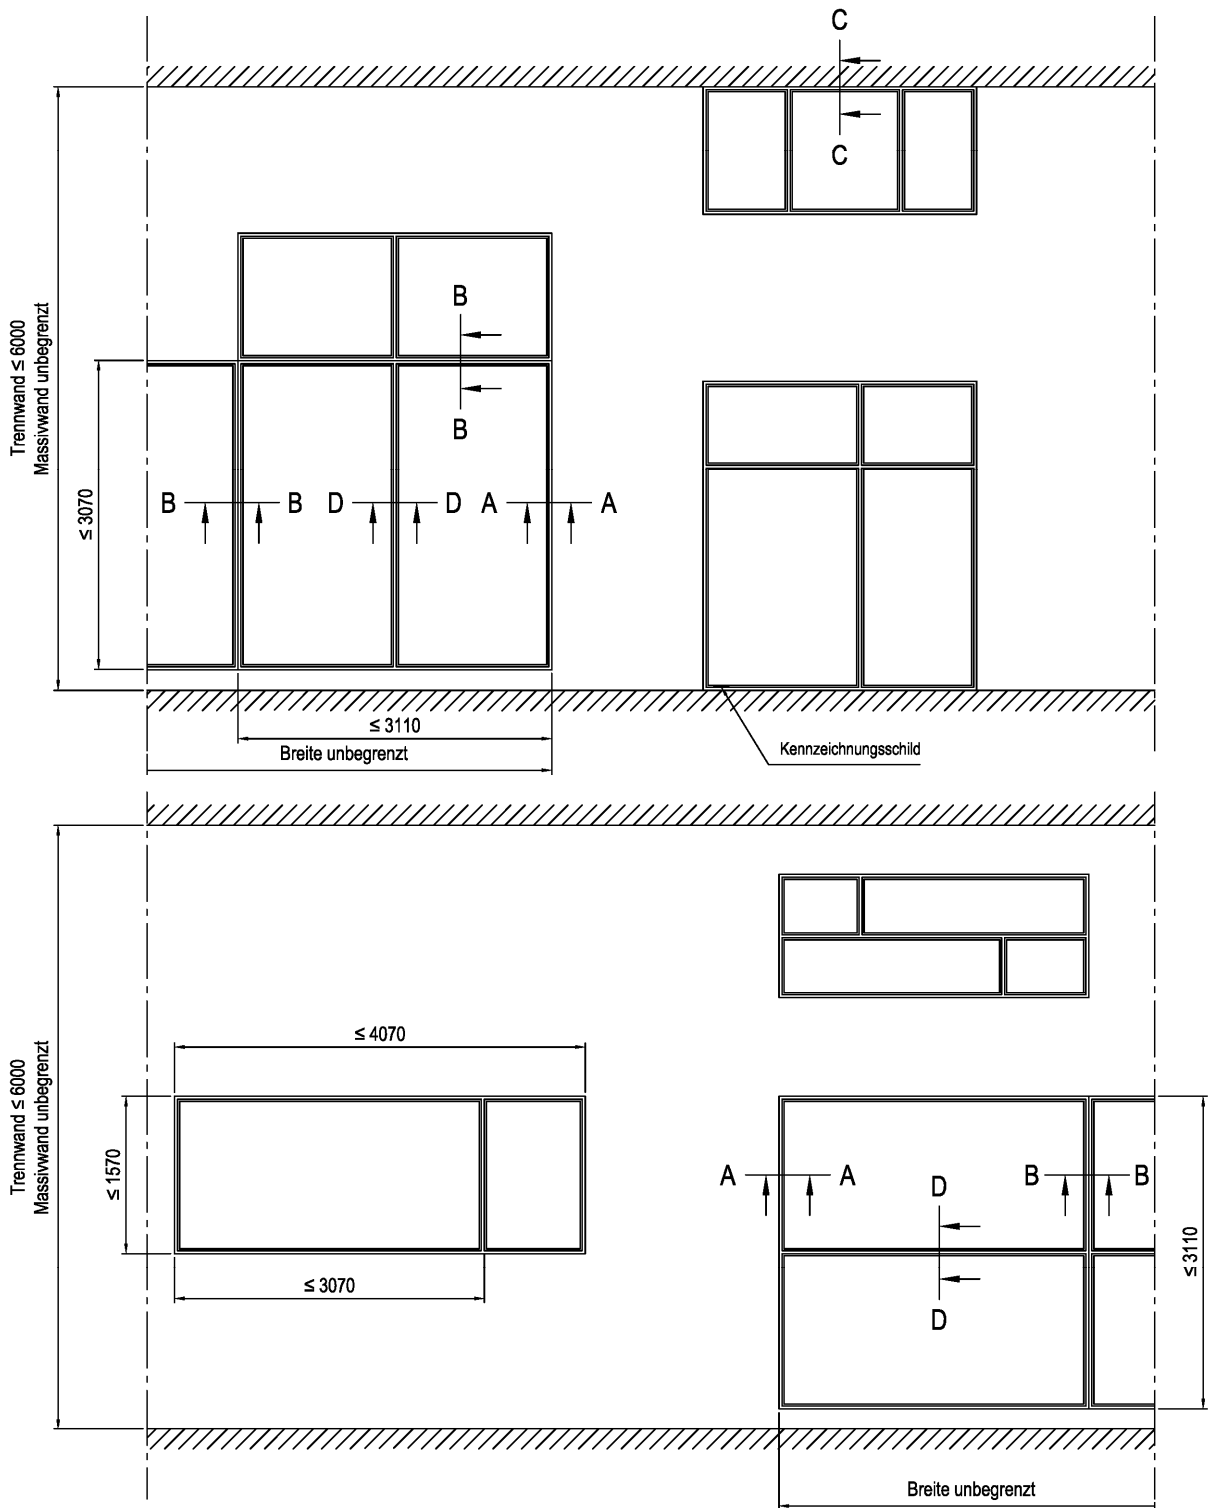 C
C
B
B
Trennwand ≤ 6000
Massivwand unbegrenzt
≤ 3070
B B D D A A
≤ 3110
Breite unbegrenzt
Kennzeichnungsschild
≤ 4070
Trennwand ≤ 6000
Massivwand unbegrenzt
≤ 1570
A A B B
D
≤ 3110
≤ 3070
D
Breite unbegrenzt